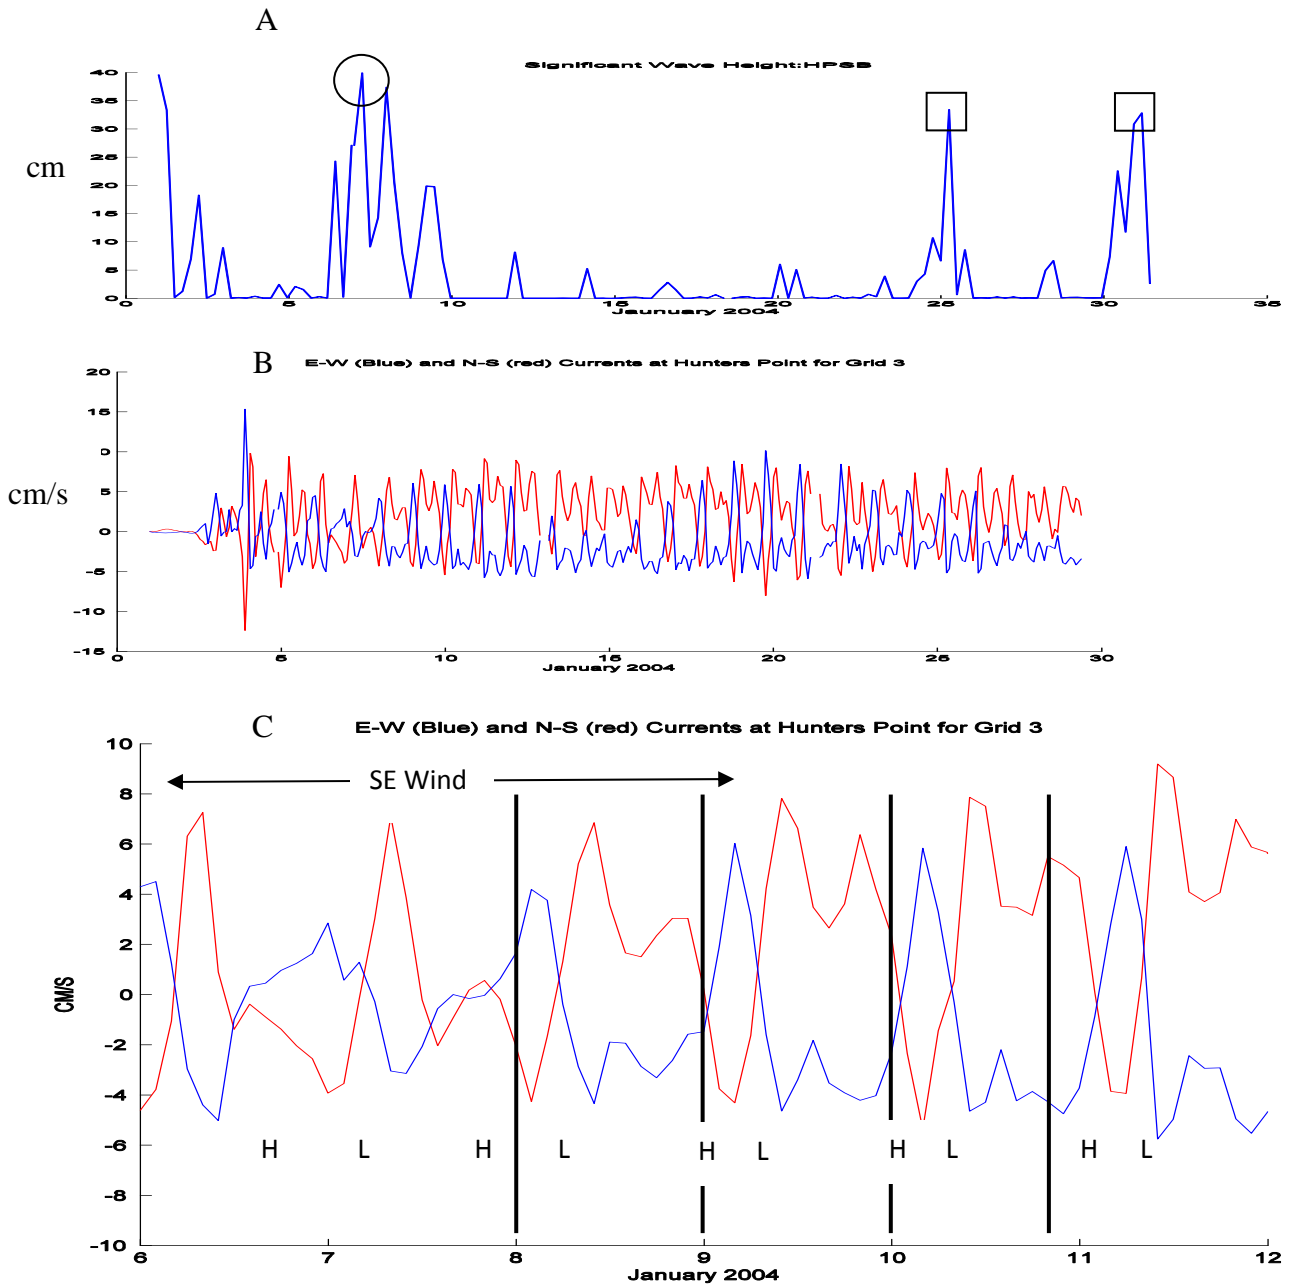 A
Significant Wave Height:HPSB
cm
40
35
30
25
20
15
10
5
0
0 5 10 15 20 25 30 35
Jaunuary 2004
B
E-W (Blue) and N-S (red) Currents at Hunters Point for Grid 3
cm/s
20
15
0
5
0
-5
-10
-15
0 5 10 15 20 25 30
January 2004
C
E-W (Blue) and N-S (red) Currents at Hunters Point for Grid 3
SE Wind
CM/S
10
8
6
4
2
0
-2
-4
-6
-8
-10
H L H L H L H L H L
6 7 8 9 10 11 12
January 2004